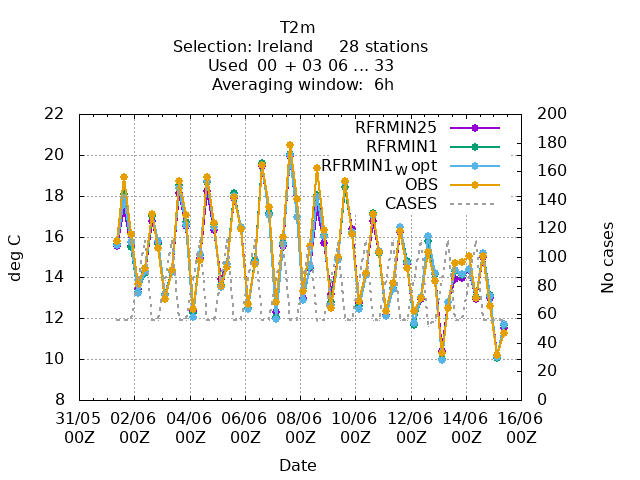 T2m
Selection: Ireland     28 stations
Used  00 + 03 06 ... 33
Averaging window:  6h
22 200
20 180
18 160
16 140
14 120
12 100
10 80
8 60
40
20
0
deg C
No cases
RFRMIN25
RFRMIN1
RFRMIN1wopt
OBS
CASES
31/05 02/06 04/06 06/06 08/06 10/06 12/06 14/06 16/06
00Z 00Z 00Z 00Z 00Z 00Z 00Z 00Z 00Z
Date